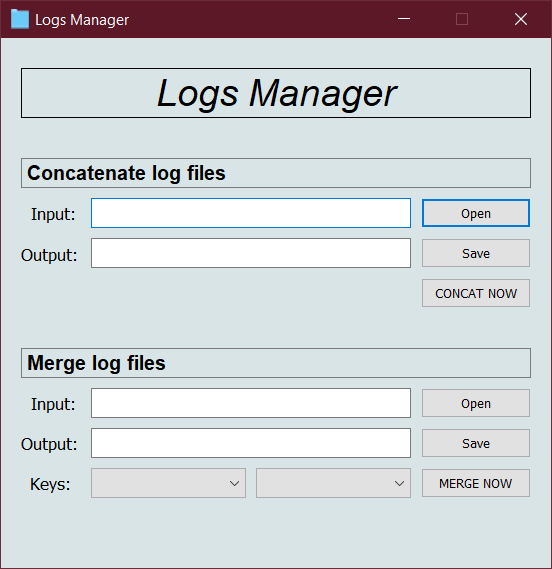 Logs Manager
Logs Manager
Concatenate log files
Input: Open
Output: Save
CONCAT NOW
Merge log files
Input: Open
Output: Save
Keys: MERGE NOW